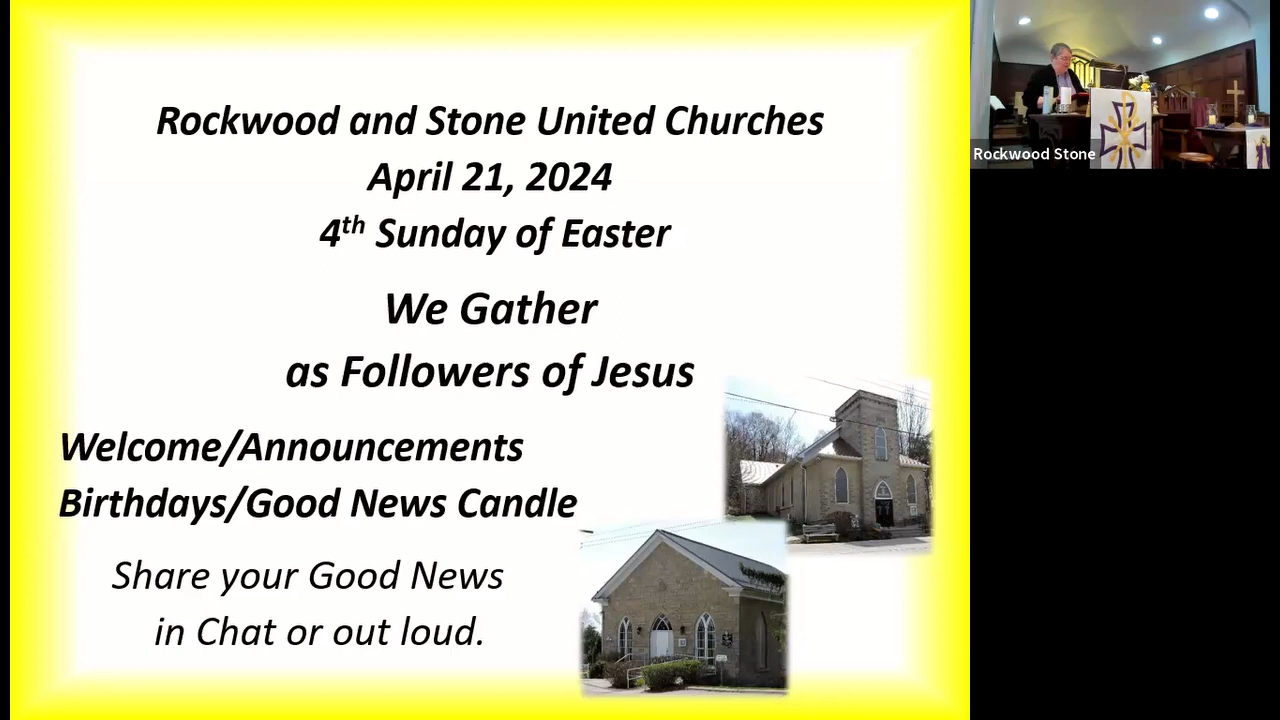 Rockwood and Stone United Churches
April 21, 2024
4th Sunday of Easter
We Gather
as Followers of Jesus
Welcome/Announcements
Birthdays/Good News Candle
Share your Good News
in Chat or out loud.
Rockwood Stone